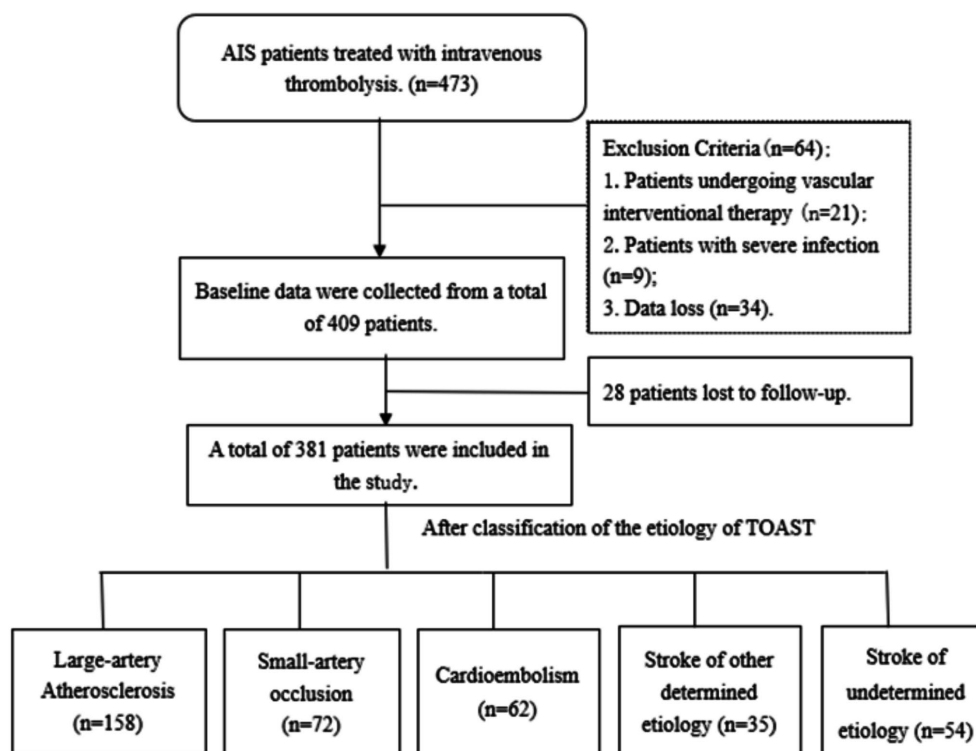 AIS patients treated with intravenous
thrombolysis. (n=473)
Exclusion Criteria (n=64):
1. Patients undergoing vascular
interventional therapy (n=21);
2. Patients with severe infection
(n=9);
3. Data loss (n=34).
Baseline data were collected from a total
of 409 patients.
28 patients lost to follow-up.
A total of 381 patients were included in
the study.
After classification of the etiology of TOAST
Large-artery
Atherosclerosis
(n=158)
Small-artery
occlusion
(n=72)
Cardioembolism
(n=62)
Stroke of other
determined
etiology (n=35)
Stroke of
undetermined
etiology (n=54)